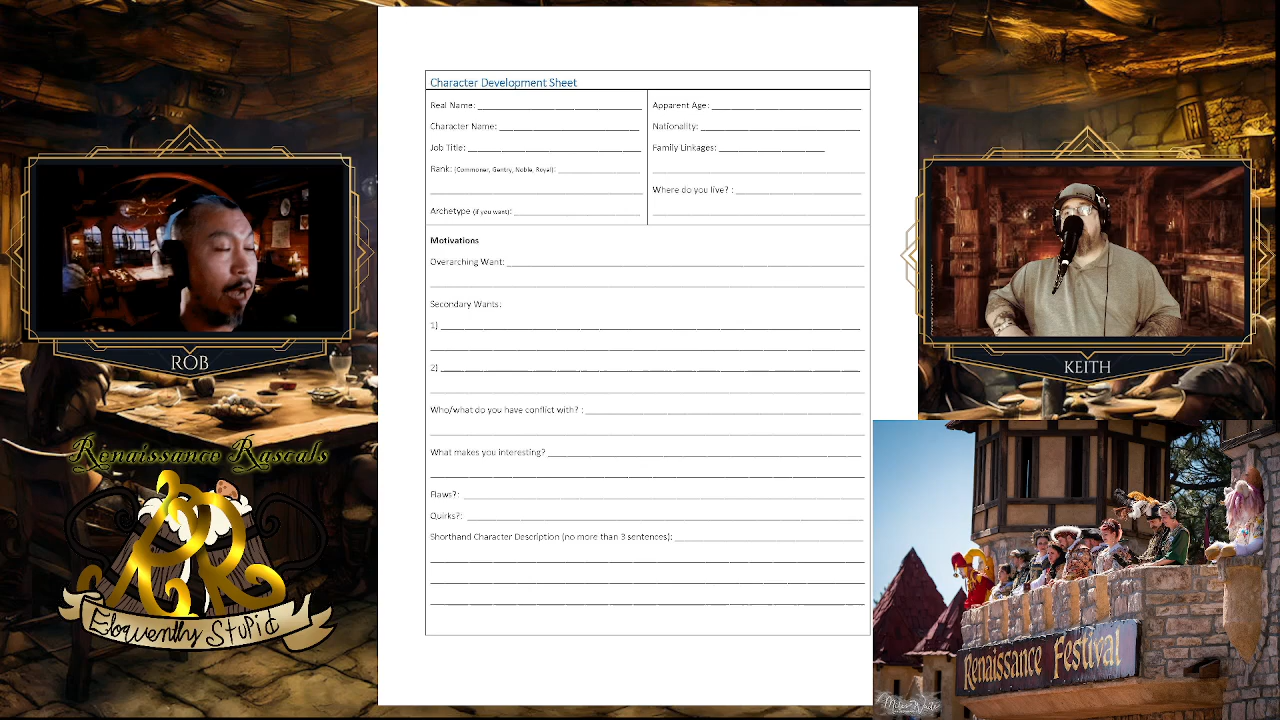 Character Development Sheet
Real Name:
Apparent Age:
Character Name:
Nationality:
Job Title:
Family Linkages:
Rank: (Commoner, Gentry, Noble, Royal):
Where do you live? :
Archetype (if you want):
Motivations
Overarching Want:
Secondary Wants:
1)
2)
Who/what do you have conflict with? :
What makes you interesting?
Flaws?:
Quirks?:
Shorthand Character Description (no more than 3 sentences):
ROB
KEITH
Renaissance Rascals
RR
Eloquently Stupid
Renaissance Festival